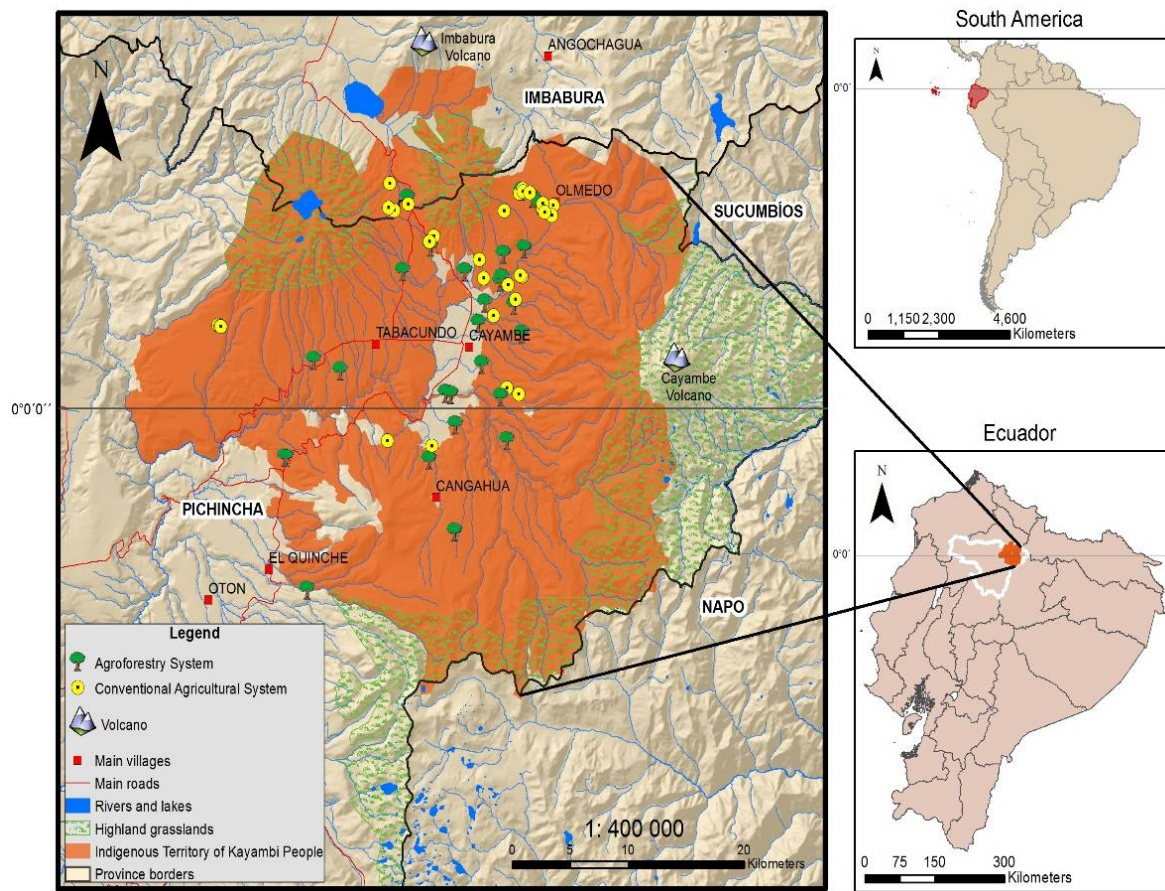 N
Imbabura
Volcano
ANGOCHAGUA
IMBABURA
OLMEDO
SUCUMBÍOS
TABACUNDO
CAYAMBE
Cayambe
Volcano
0°0'0''
CANGAHUA
PICHINCHA
EL QUINCHE
OTON
NAPO
Legend
Agroforestry System
Conventional Agricultural System
Volcano
Main villages
Main roads
Rivers and lakes
Highland grasslands
Indigenous Territory of Kayambi People
Province borders
1: 400 000
0 5 10 20
Kilometers
South America
N
0°0'
0 1,150 2,300 4,600
Kilometers
Ecuador
N
0°0'
0 75 150 300
Kilometers